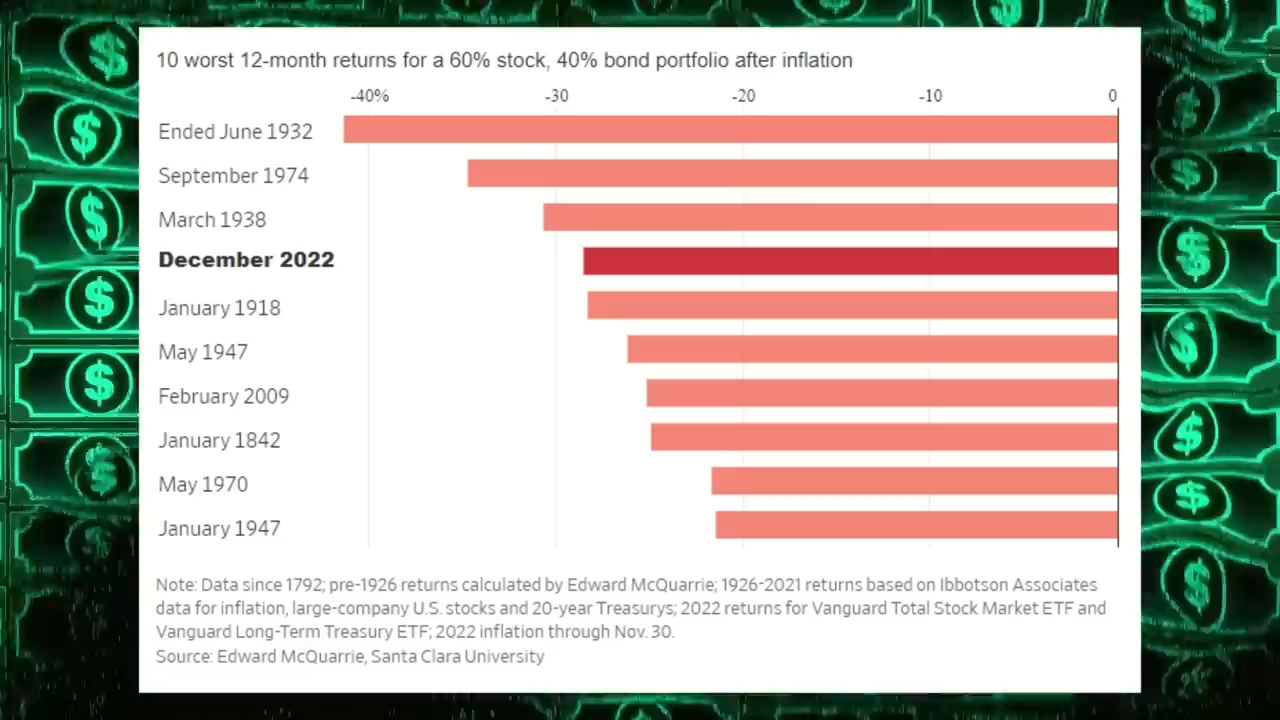 10 worst 12-month returns for a 60% stock, 40% bond portfolio after inflation
-40% -30 -20 -10 0
Ended June 1932
September 1974
March 1938
December 2022
January 1918
May 1947
February 2009
January 1842
May 1970
January 1947
Note: Data since 1792; pre-1926 returns calculated by Edward McQuarrie; 1926-2021 returns based on Ibbotson Associates
data for inflation, large-company U.S. stocks and 20-year Treasurys; 2022 returns for Vanguard Total Stock Market ETF and
Vanguard Long-Term Treasury ETF; 2022 inflation through Nov. 30.
Source: Edward McQuarrie, Santa Clara University